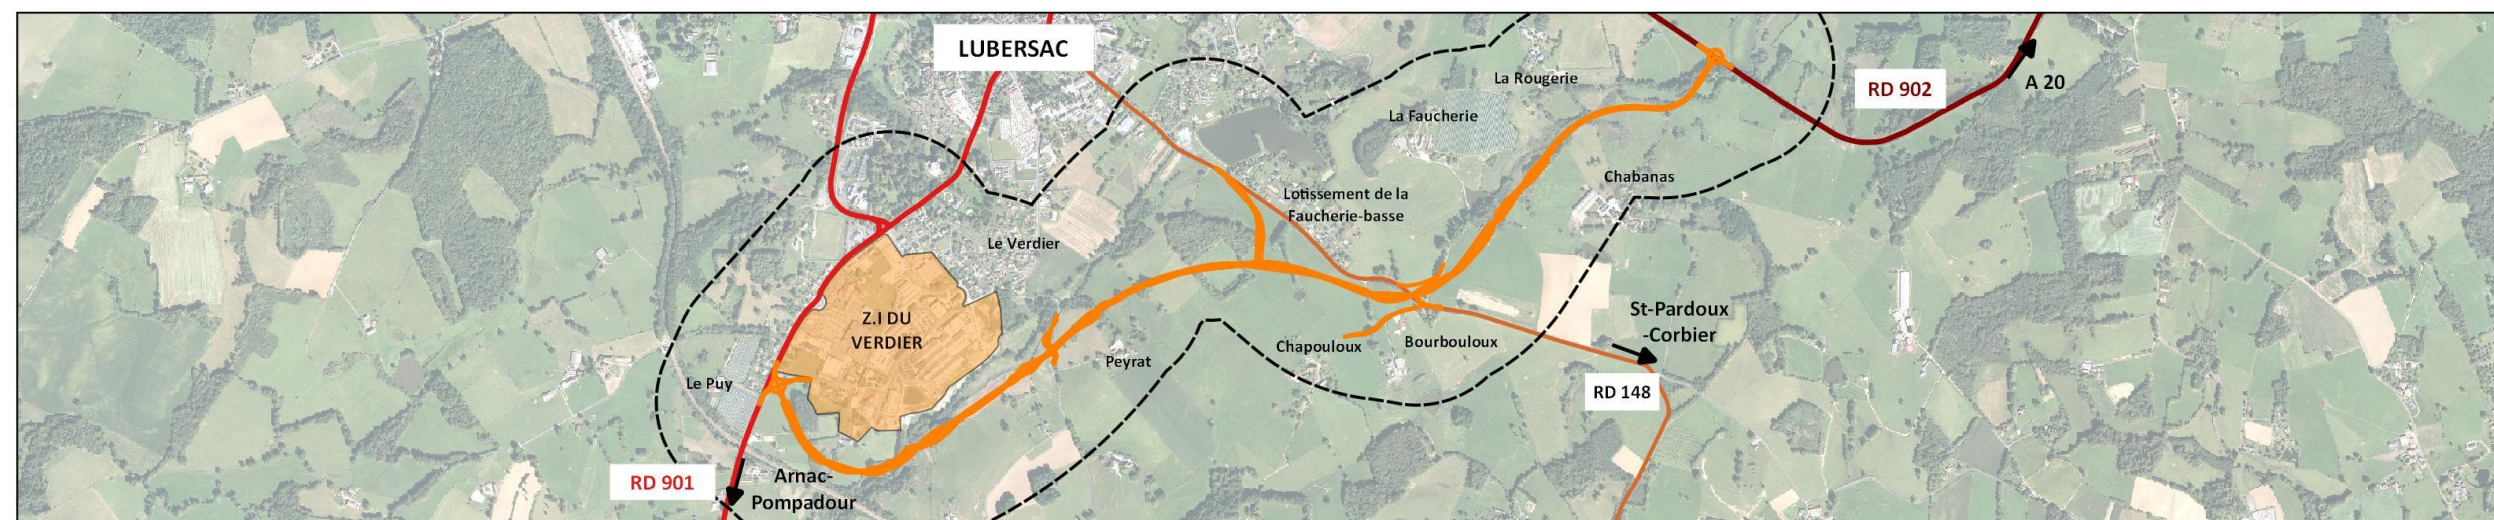 LUBERSAC
La Rougerie
RD 902
A 20
La Faucherie
Chabanas
Lotissement de la
Faucherie-basse
Le Verdier
Z.I DU
VERDIER
St-Pardoux
-Corbier
Chapouloux
Bourbouloux
Peyrat
Le Puy
RD 148
RD 901
Arnac-
Pompadour